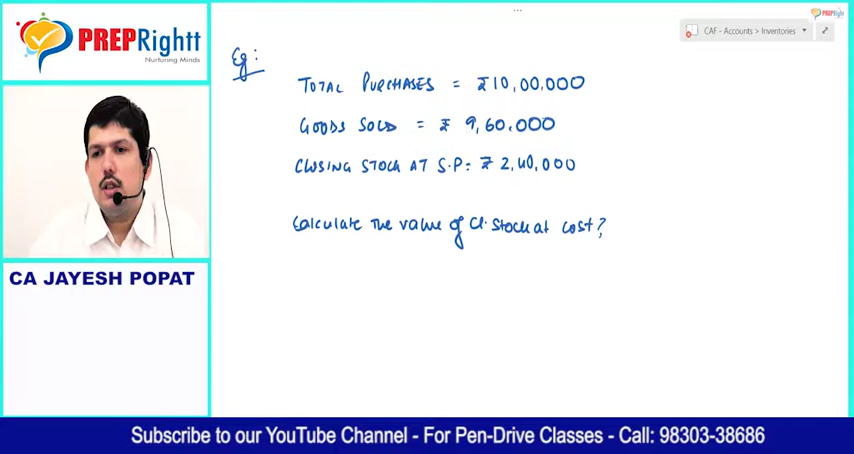 PREPRightt
Nurturing Minds
...
CAF - Accounts > Inventories
PREPRightt
Eg:
TOTAL PURCHASES = ₹ 10,00,000
GOODS SOLD = ₹ 9,60,000
CLOSING STOCK AT S.P: ₹ 2,40,000
Calculate the value of Cl. Stock at cost?
CA JAYESH POPAT
Subscribe to our YouTube Channel - For Pen-Drive Classes - Call: 98303-38686